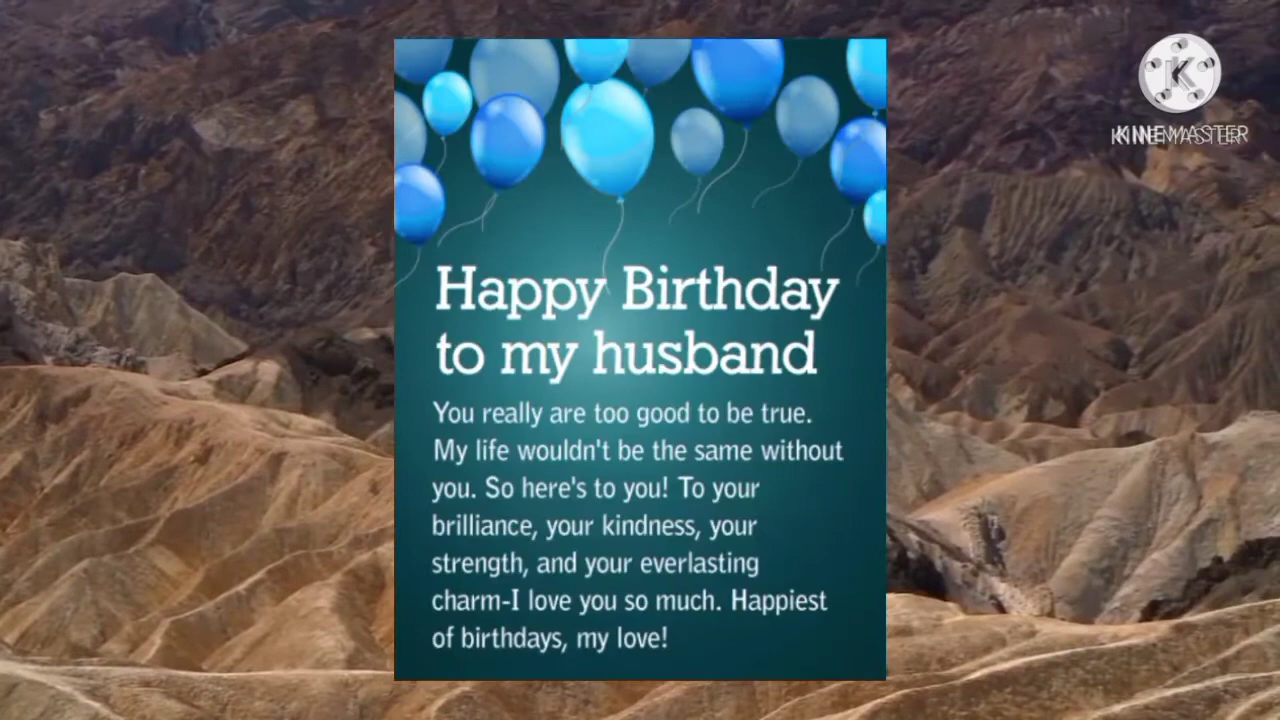 KINEMASTER
Happy Birthday
to my husband
You really are too good to be true.
My life wouldn't be the same without
you. So here's to you! To your
brilliance, your kindness, your
strength, and your everlasting
charm-I love you so much. Happiest
of birthdays, my love!